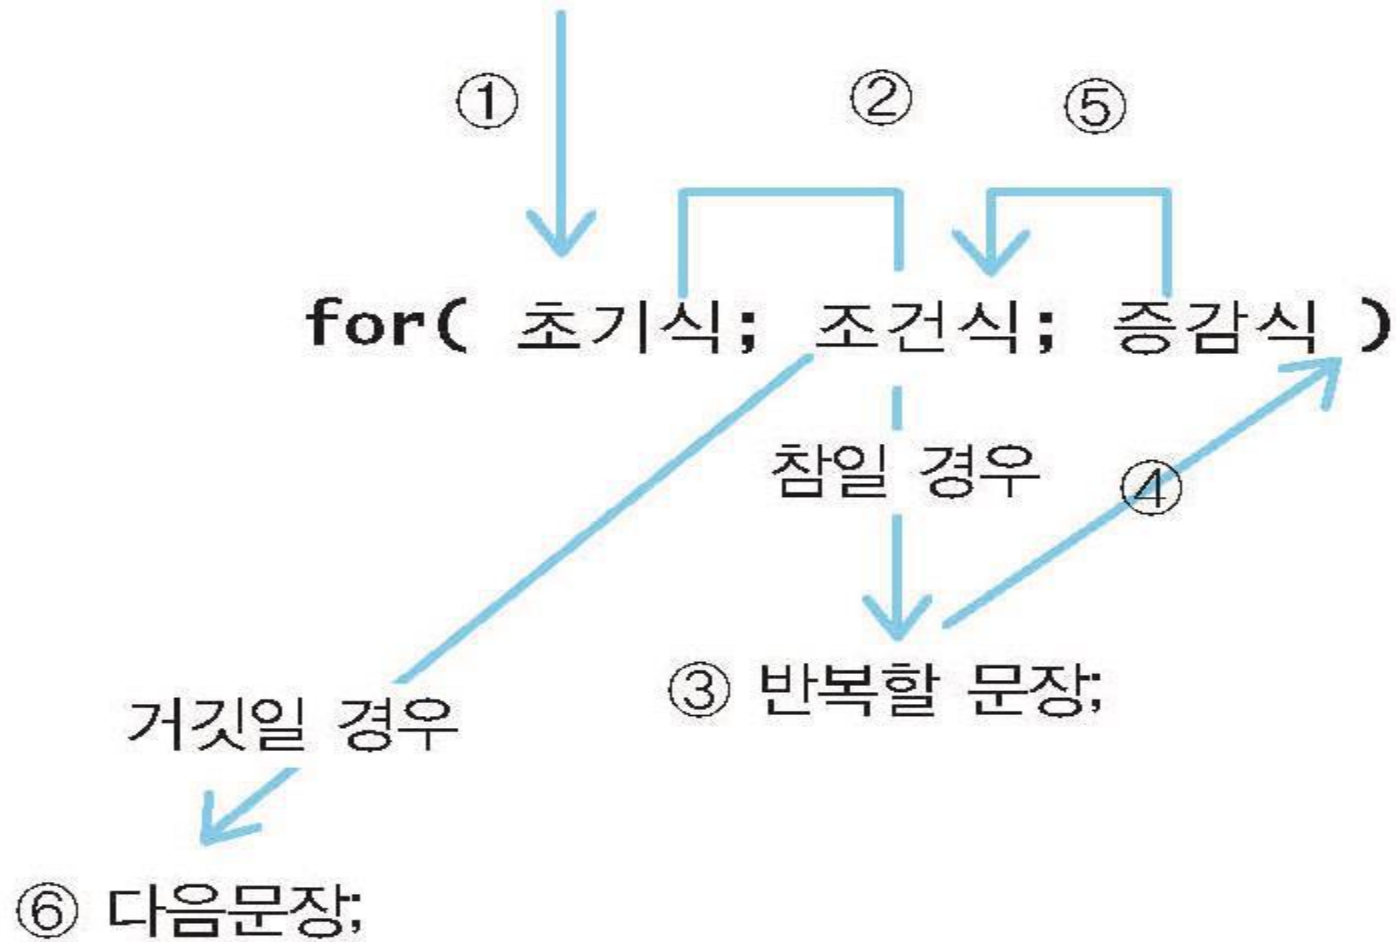 ① ② ⑤
for( 초기식; 조건식; 증감식 )
참일 경우 ④
③ 반복할 문장;
거짓일 경우
⑥ 다음문장;